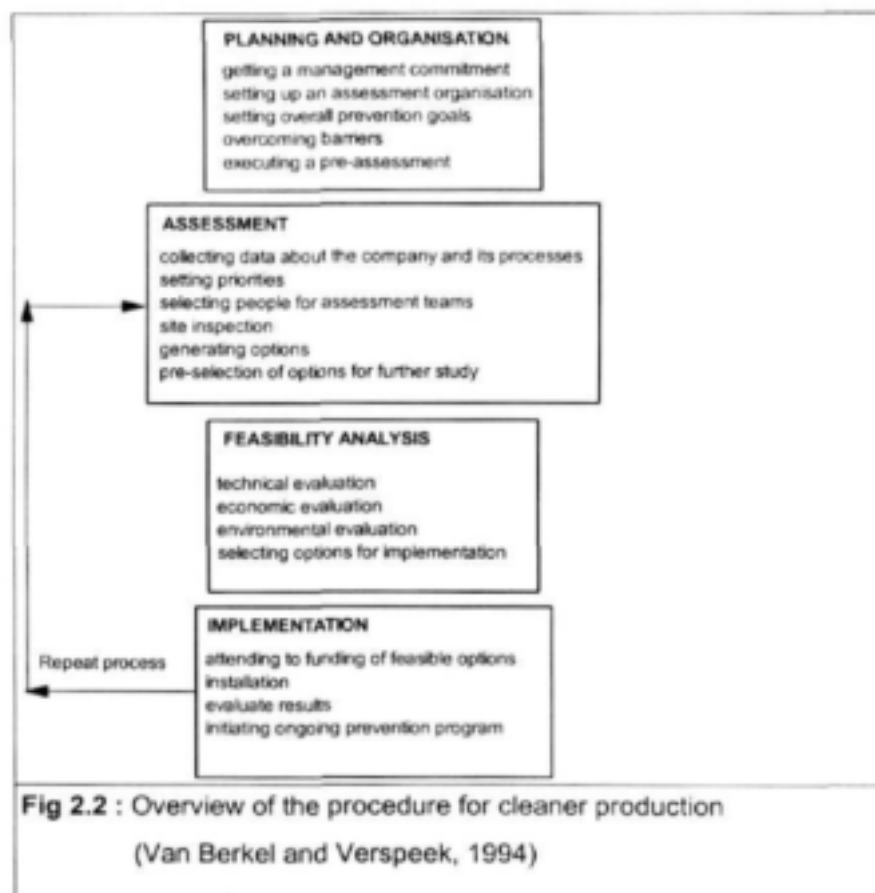 PLANNING AND ORGANISATION
getting a management commitment
setting up an assessment organisation
setting overall prevention goals
overcoming barriers
executing a pre-assessment
ASSESSMENT
collecting data about the company and its processes
setting priorities
selecting people for assessment teams
site inspection
generating options
pre-selection of options for further study
FEASIBILITY ANALYSIS
technical evaluation
economic evaluation
environmental evaluation
selecting options for implementation
IMPLEMENTATION
Repeat process
attending to funding of feasible options
installation
evaluate results
initiating ongoing prevention program
Fig 2.2 : Overview of the procedure for cleaner production
(Van Berkel and Verspeek, 1994)